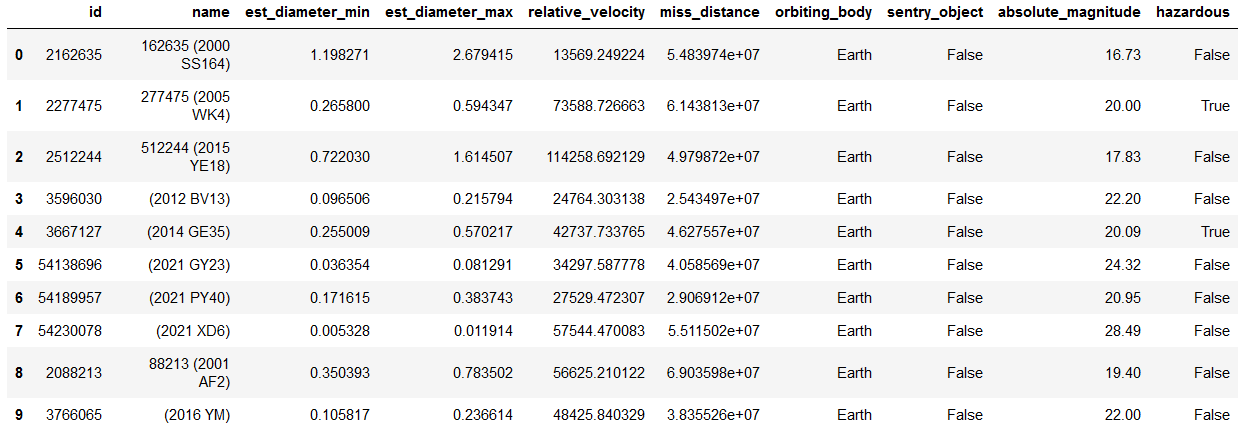 id name est_diameter_min est_diameter_max relative_velocity miss_distance orbiting_body sentry_object absolute_magnitude hazardous
0 2162635 162635 (2000 SS164) 1.198271 2.679415 13569.249224 5.483974e+07 Earth False 16.73 False
1 2277475 277475 (2005 WK4) 0.265800 0.594347 73588.726663 6.143813e+07 Earth False 20.00 True
2 2512244 512244 (2015 YE18) 0.722030 1.614507 114258.692129 4.979872e+07 Earth False 17.83 False
3 3596030 (2012 BV13) 0.096506 0.215794 24764.303138 2.543497e+07 Earth False 22.20 False
4 3667127 (2014 GE35) 0.255009 0.570217 42737.733765 4.627557e+07 Earth False 20.09 True
5 54138696 (2021 GY23) 0.036354 0.081291 34297.587778 4.058569e+07 Earth False 24.32 False
6 54189957 (2021 PY40) 0.171615 0.383743 27529.472307 2.906912e+07 Earth False 20.95 False
7 54230078 (2021 XD6) 0.005328 0.011914 57544.470083 5.511502e+07 Earth False 28.49 False
8 2088213 88213 (2001 AF2) 0.350393 0.783502 56625.210122 6.903598e+07 Earth False 19.40 False
9 3766065 (2016 YM) 0.105817 0.236614 48425.840329 3.835526e+07 Earth False 22.00 False